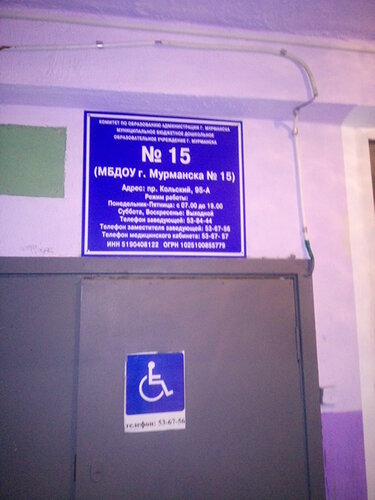 КОМИТЕТ ПО ОБРАЗОВАНИЮ АДМИНИСТРАЦИИ Г. МУРМАНСКА
МУНИЦИПАЛЬНОЕ БЮДЖЕТНОЕ ДОШКОЛЬНОЕ
ОБРАЗОВАТЕЛЬНОЕ УЧРЕЖДЕНИЕ Г. МУРМАНСКА
№ 15
(МБДОУ г. Мурманска № 15)
Адрес: пр. Кольский, 95-А
Режим работы:
Понедельник-Пятница: с 07.00 до 19.00
Суббота, Воскресенье: Выходной
Телефон заведующей: 53-84-44
Телефон заместителя заведующей: 53-67-56
Телефон медицинского кабинета: 53-67- 57
ИНН 5190408122 ОГРН 1025100855779
телефон: 53-67-56